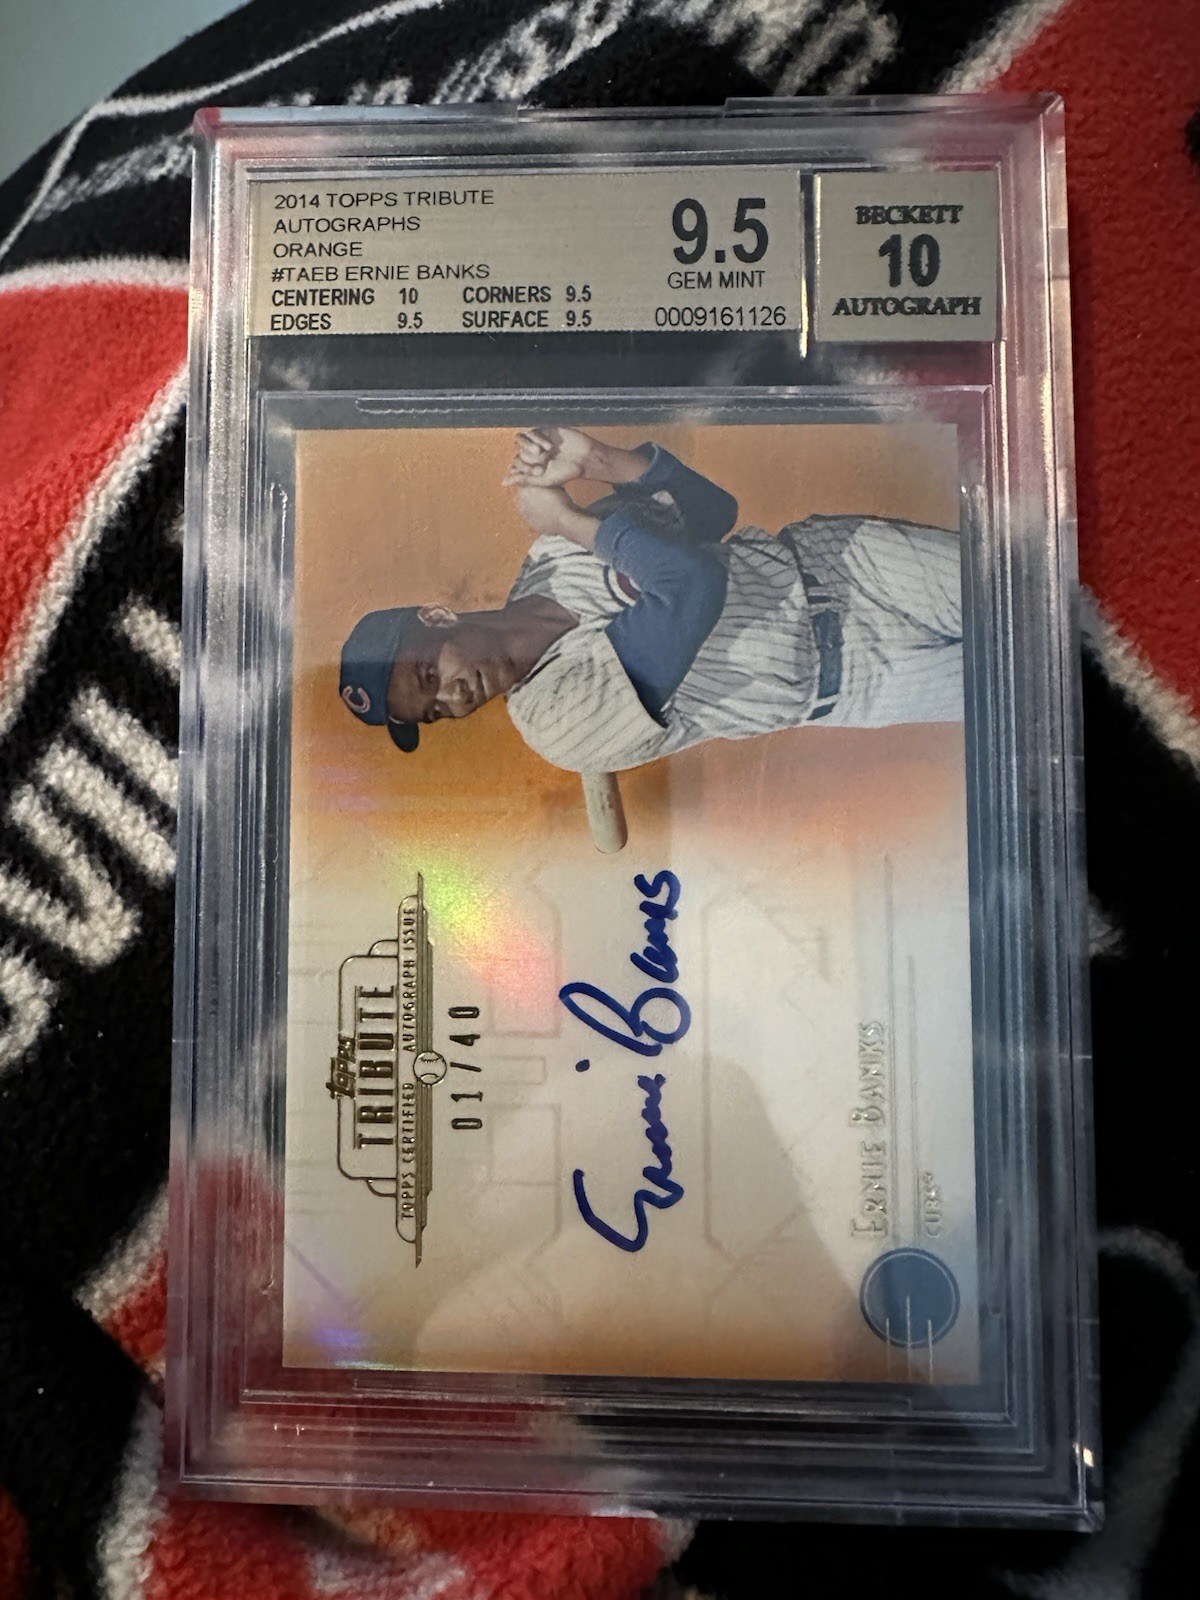 2014 TOPPS TRIBUTE
AUTOGRAPHS
ORANGE
#TAEB ERNIE BANKS
CENTERING 10 CORNERS 9.5
EDGES 9.5 SURFACE 9.5
9.5
GEM MINT
0009161126
BECKETT
10
AUTOGRAPH
C
TOPPS
TRIBUTE
TOPPS CERTIFIED AUTOGRAPH ISSUE
01/40
Ernie Banks
ERNIE BANKS
CUBS